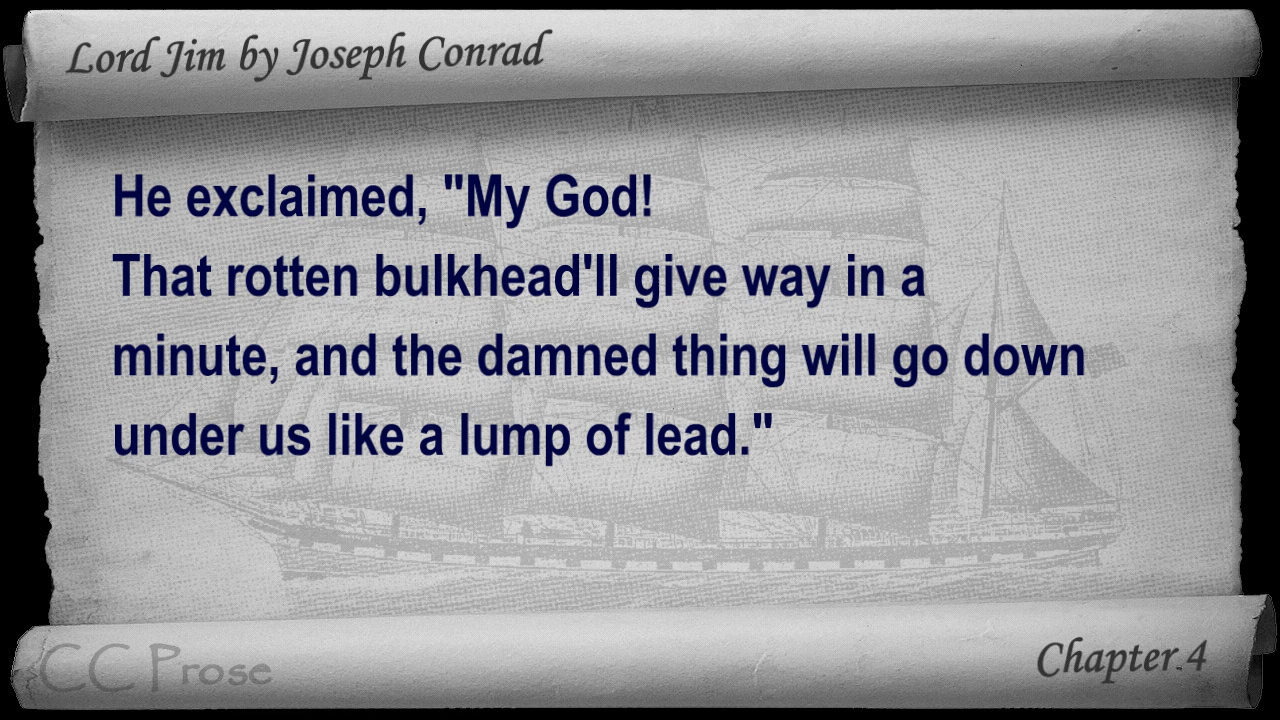 Lord Jim by Joseph Conrad
He exclaimed, "My God!
That rotten bulkhead'll give way in a
minute, and the damned thing will go down
under us like a lump of lead."
CC Prose
Chapter 4